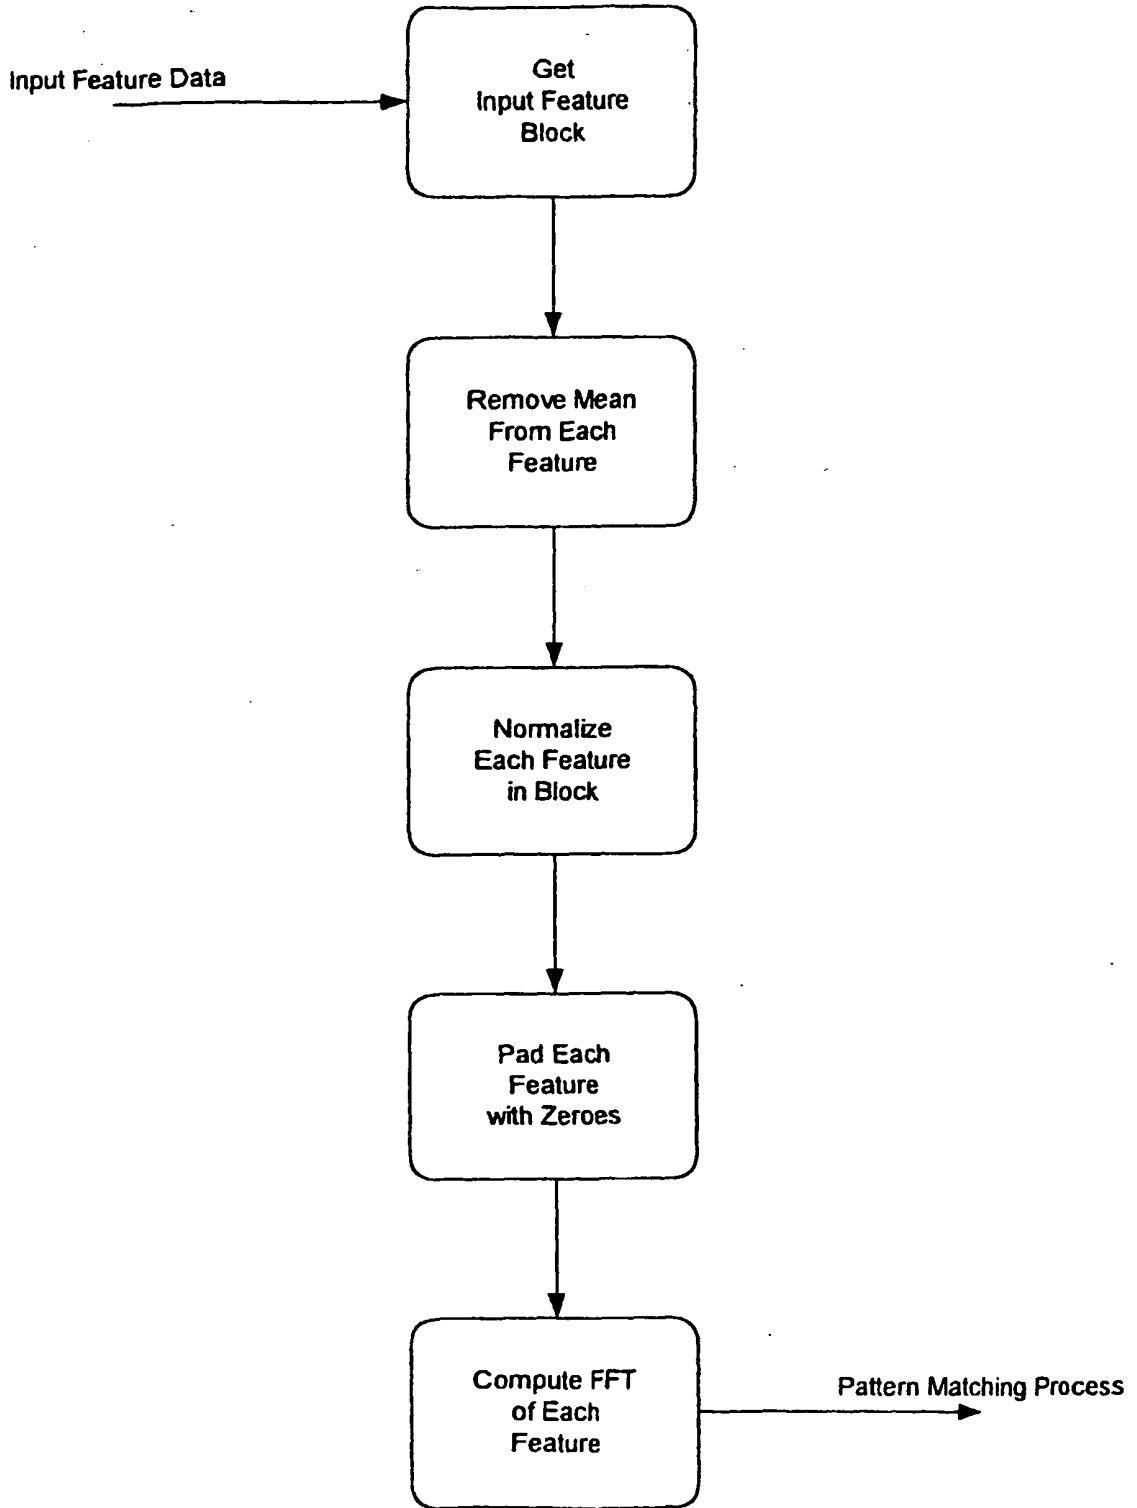 Input Feature Data
Get
Input Feature
Block
Remove Mean
From Each
Feature
Normalize
Each Feature
in Block
Pad Each
Feature
with Zeroes
Compute FFT
of Each
Feature
Pattern Matching Process